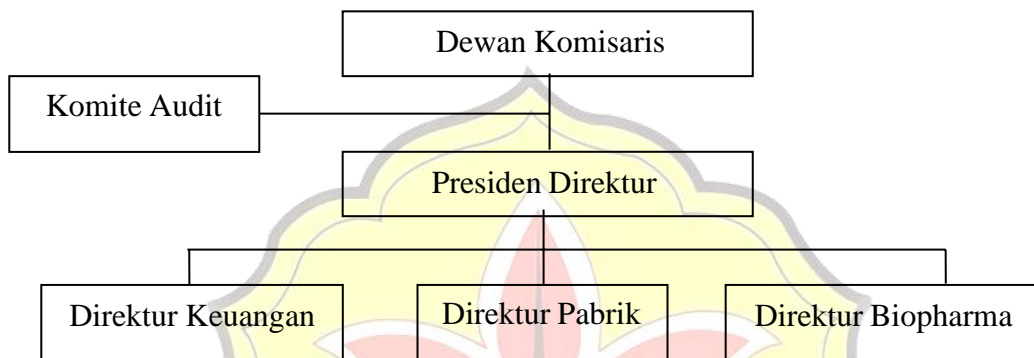 Dewan Komisaris
Komite Audit
Presiden Direktur
Direktur Keuangan
Direktur Pabrik
Direktur Biopharma